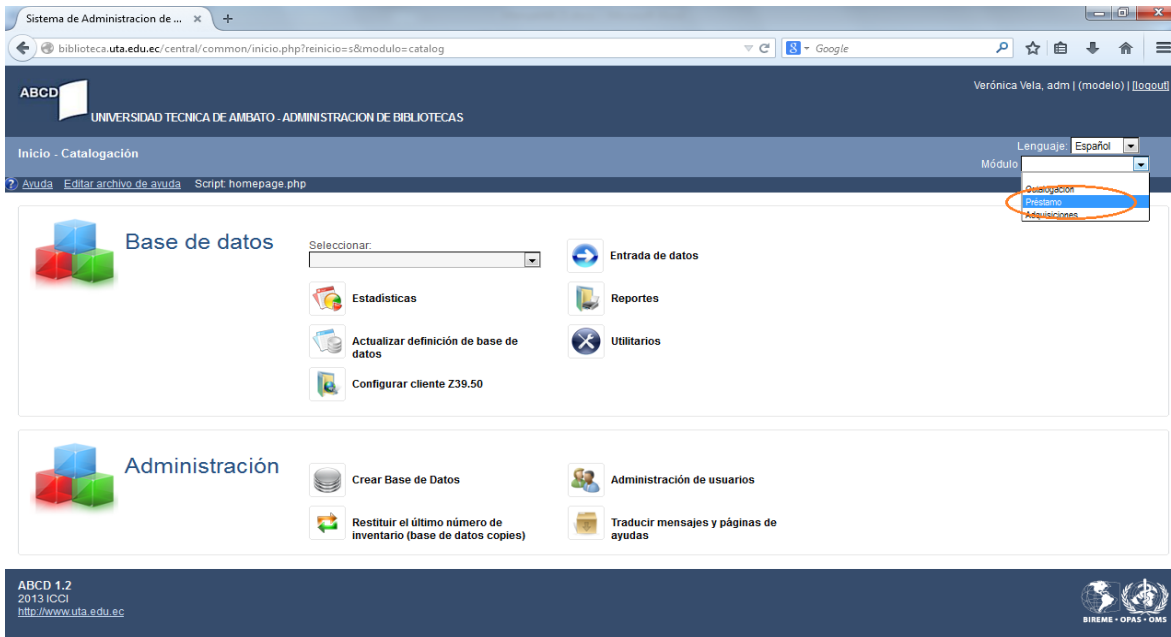 Sistema de Administracion de ...
biblioteca.uta.edu.ec/central/common/inicio.php?reinicio=s&modulo=catalog
Google
ABCD
UNIVERSIDAD TECNICA DE AMBATO - ADMINISTRACION DE BIBLIOTECAS
Verónica Vela, adm | (modelo) | [logout]
Inicio - Catalogación
Lenguaje: Español
Módulo
Catalogación
Préstamo
Adquisiciones
Ayuda Editar archivo de ayuda Script: homepage.php
Base de datos
Seleccionar:
Entrada de datos
Estadísticas
Reportes
Actualizar definición de base de
datos
Utilitarios
Configurar cliente Z39.50
Administración
Crear Base de Datos
Administración de usuarios
Restituir el último número de
inventario (base de datos copies)
Traducir mensajes y páginas de
ayudas
ABCD 1.2
2013 ICCI
http://www.uta.edu.ec
BIREME • OPAS • OMS